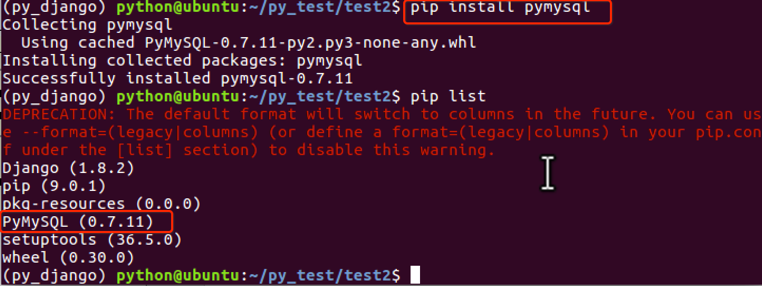 (py_django) python@ubuntu:~/py_test/test2$ pip install pymysql
Collecting pymysql
  Using cached PyMySQL-0.7.11-py2.py3-none-any.whl
Installing collected packages: pymysql
Successfully installed pymysql-0.7.11
(py_django) python@ubuntu:~/py_test/test2$ pip list
DEPRECATION: The default format will switch to columns in the future. You can us
e --format=(legacy|columns) (or define a format=(legacy|columns) in your pip.con
f under the [list] section) to disable this warning.
Django (1.8.2)
pip (9.0.1)
pkg-resources (0.0.0)
PyMySQL (0.7.11)
setuptools (36.5.0)
wheel (0.30.0)
(py_django) python@ubuntu:~/py_test/test2$